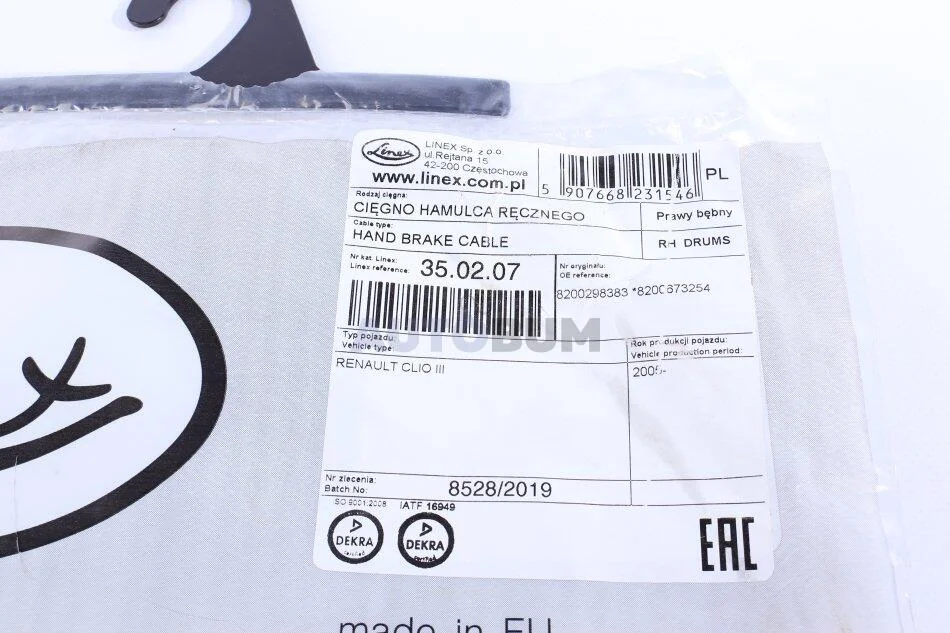 Linex
LINEX Sp. z o.o.
ul.Rejtana 15
42-200 Częstochowa
www.linex.com.pl
5 907668 231546
PL
Rodzaj cięgna:
CIĘGNO HAMULCA RĘCZNEGO
Prawy bębny
Cable type:
HAND BRAKE CABLE
RH DRUMS
Nr kat. Linex:
Linex reference:
35.02.07
Nr oryginału:
OE reference:
8200298383 *8200673254
AUTOBUM
Typ pojazdu:
Vehicle type:
RENAULT CLIO III
Rok produkcji pojazdu:
Vehicle production period:
2005-
Nr zlecenia:
Batch No:
8528/2019
ISO 9001:2008
IATF 16949
DEKRA
DEKRA
EAC
made in EU